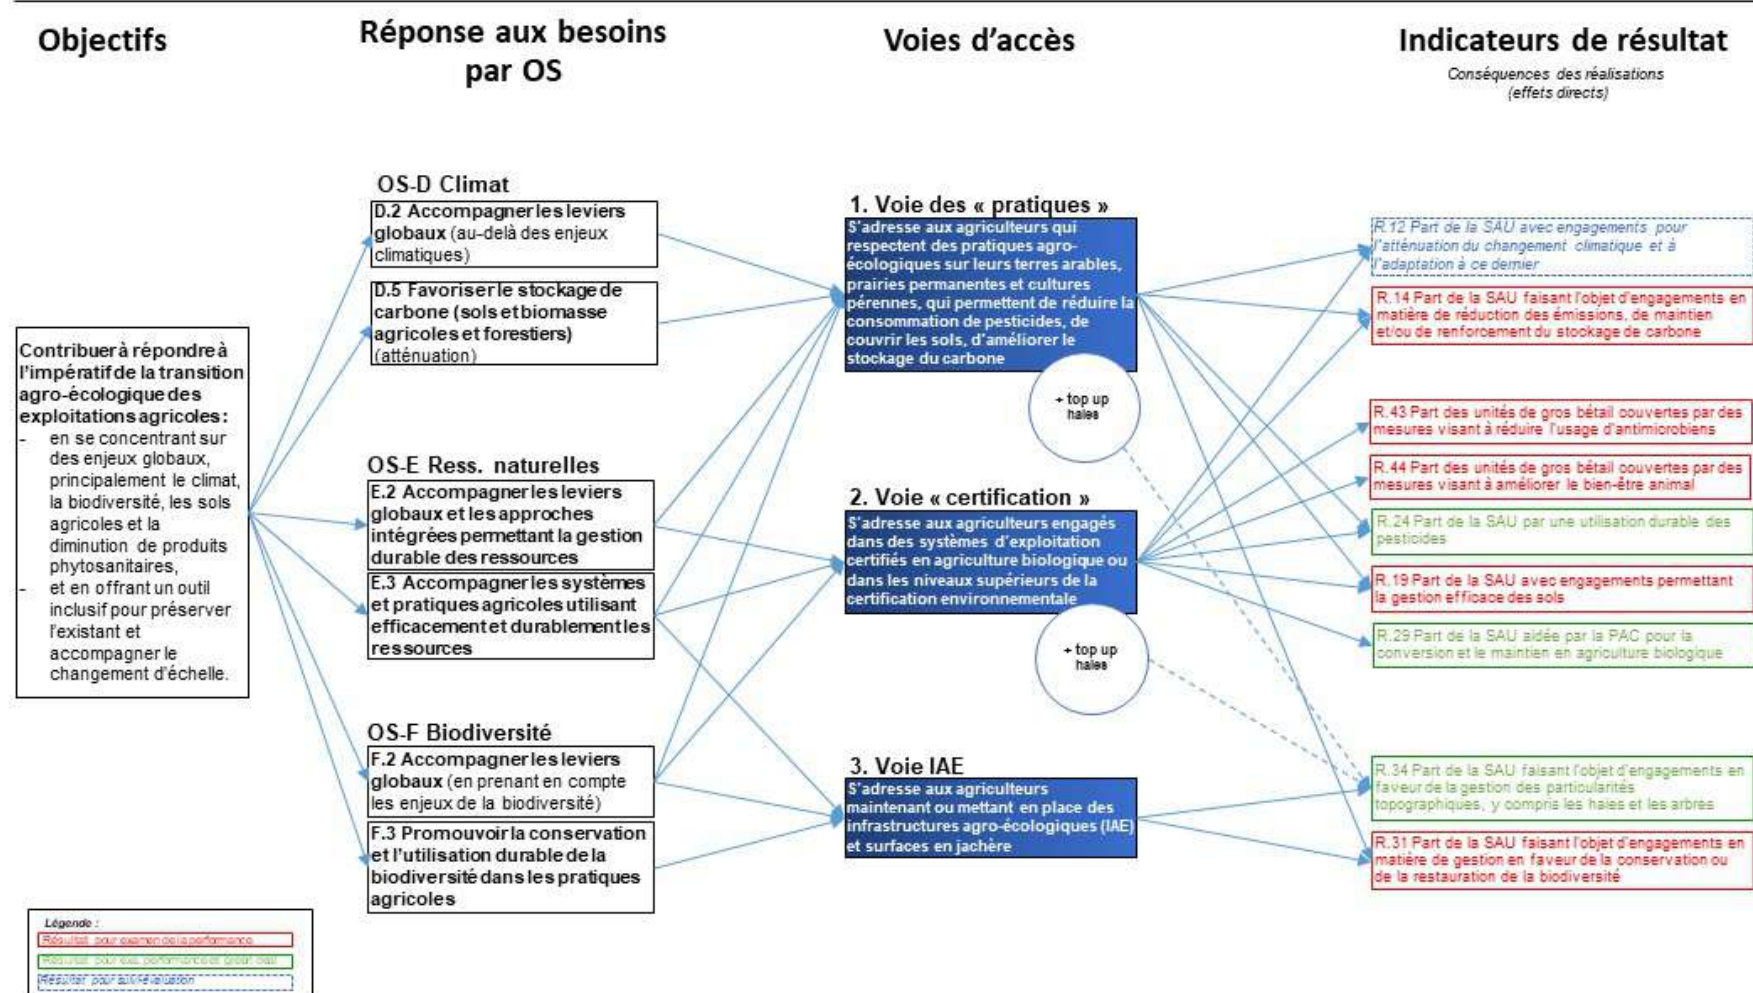 Objectifs
Réponse aux besoins
par OS
Voies d'accès
Indicateurs de résultat
Conséquences des réalisations
(effets directs)
Contribuer à répondre à
l'impératif de la transition
agro-écologique des
exploitations agricoles :
- en se concentrant sur
des enjeux globaux,
principalement le climat,
la biodiversité, les sols
agricoles et la
diminution de produits
phytosanitaires,
- et en offrant un outil
inclusif pour préserver
l'existant et
accompagner le
changement d'échelle.
OS-D Climat
D.2 Accompagner les leviers
globaux (au-delà des enjeux
climatiques)
D.5 Favoriser le stockage de
carbone (sols et biomasse
agricoles et forestiers)
(atténuation)
OS-E Ress. naturelles
E.2 Accompagner les leviers
globaux et les approches
intégrées permettant la gestion
durable des ressources
E.3 Accompagner les systèmes
et pratiques agricoles utilisant
efficacement et durablement les
ressources
OS-F Biodiversité
F.2 Accompagner les leviers
globaux (en prenant en compte
les enjeux de la biodiversité)
F.3 Promouvoir la conservation
et l'utilisation durable de la
biodiversité dans les pratiques
agricoles
1. Voie des « pratiques »
S'adresse aux agriculteurs qui
respectent des pratiques agro-
écologiques sur leurs terres arables,
prairies permanentes et cultures
pérennes, qui permettent de réduire la
consommation de pesticides, de
couvrir les sols, d'améliorer le
stockage du carbone
+ top up
haies
2. Voie « certification »
S'adresse aux agriculteurs engagés
dans des systèmes d'exploitation
certifiés en agriculture biologique ou
dans les niveaux supérieurs de la
certification environnementale
+ top up
haies
3. Voie IAE
S'adresse aux agriculteurs
maintenant ou mettant en place des
infrastructures agro-écologiques (IAE)
et surfaces en jachère
R.12 Part de la SAU avec engagements pour
l'atténuation du changement climatique et à
l'adaptation à ce dernier
R.14 Part de la SAU faisant l'objet d'engagements en
matière de réduction des émissions, de maintien
et/ou de renforcement du stockage de carbone
R.43 Part des unités de gros bétail couvertes par des
mesures visant à réduire l'usage d'antimicrobiens
R.44 Part des unités de gros bétail couvertes par des
mesures visant à améliorer le bien-être animal
R.24 Part de la SAU par une utilisation durable des
pesticides
R.19 Part de la SAU avec engagements permettant
la gestion efficace des sols
R.29 Part de la SAU aidée par la PAC pour la
conversion et le maintien en agriculture biologique
R.34 Part de la SAU faisant l'objet d'engagements en
faveur de la gestion des particularités
topographiques, y compris les haies et les arbres
R.31 Part de la SAU faisant l'objet d'engagements en
matière de gestion en faveur de la conservation ou
de la restauration de la biodiversité
Légende :
Résultat pour examen de la performance
Résultat pour exa. performance et green deal
Résultat pour suivi-évaluation